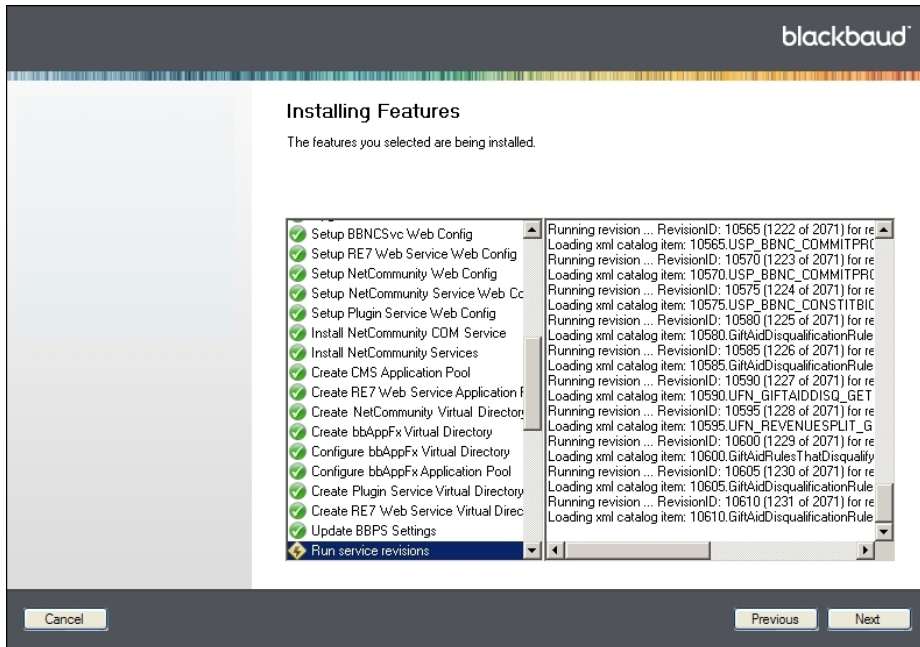 blackbaud
Installing Features
The features you selected are being installed.
Setup BBNCSvc Web Config
Setup RE7 Web Service Web Config
Setup NetCommunity Web Config
Setup NetCommunity Service Web Co
Setup Plugin Service Web Config
Install NetCommunity COM Service
Install NetCommunity Services
Create CMS Application Pool
Create RE7 Web Service Application F
Create NetCommunity Virtual Directory
Create bbAppFx Virtual Directory
Configure bbAppFx Virtual Directory
Configure bbAppFx Application Pool
Create Plugin Service Virtual Directory
Create RE7 Web Service Virtual Direc
Update BBPS Settings
Run service revisions
Running revision ... RevisionID: 10565 (1222 of 2071) for re
Loading xml catalog item: 10565.USP_BBNC_COMMITPRO
Running revision ... RevisionID: 10570 (1223 of 2071) for re
Loading xml catalog item: 10570.USP_BBNC_COMMITPRO
Running revision ... RevisionID: 10575 (1224 of 2071) for re
Loading xml catalog item: 10575.USP_BBNC_CONSTITBIO
Running revision ... RevisionID: 10580 (1225 of 2071) for re
Loading xml catalog item: 10580.GiftAidDisqualificationRule
Running revision ... RevisionID: 10585 (1226 of 2071) for re
Loading xml catalog item: 10585.GiftAidDisqualificationRule
Running revision ... RevisionID: 10590 (1227 of 2071) for re
Loading xml catalog item: 10590.UFN_GIFTAIDDISQ_GET
Running revision ... RevisionID: 10595 (1228 of 2071) for re
Loading xml catalog item: 10595.UFN_REVENUESPLIT_G
Running revision ... RevisionID: 10600 (1229 of 2071) for re
Loading xml catalog item: 10600.GiftAidRulesThatDisqualify
Running revision ... RevisionID: 10605 (1230 of 2071) for re
Loading xml catalog item: 10605.GiftAidDisqualificationRule
Running revision ... RevisionID: 10610 (1231 of 2071) for re
Loading xml catalog item: 10610.GiftAidDisqualificationRule
Cancel
Previous
Next